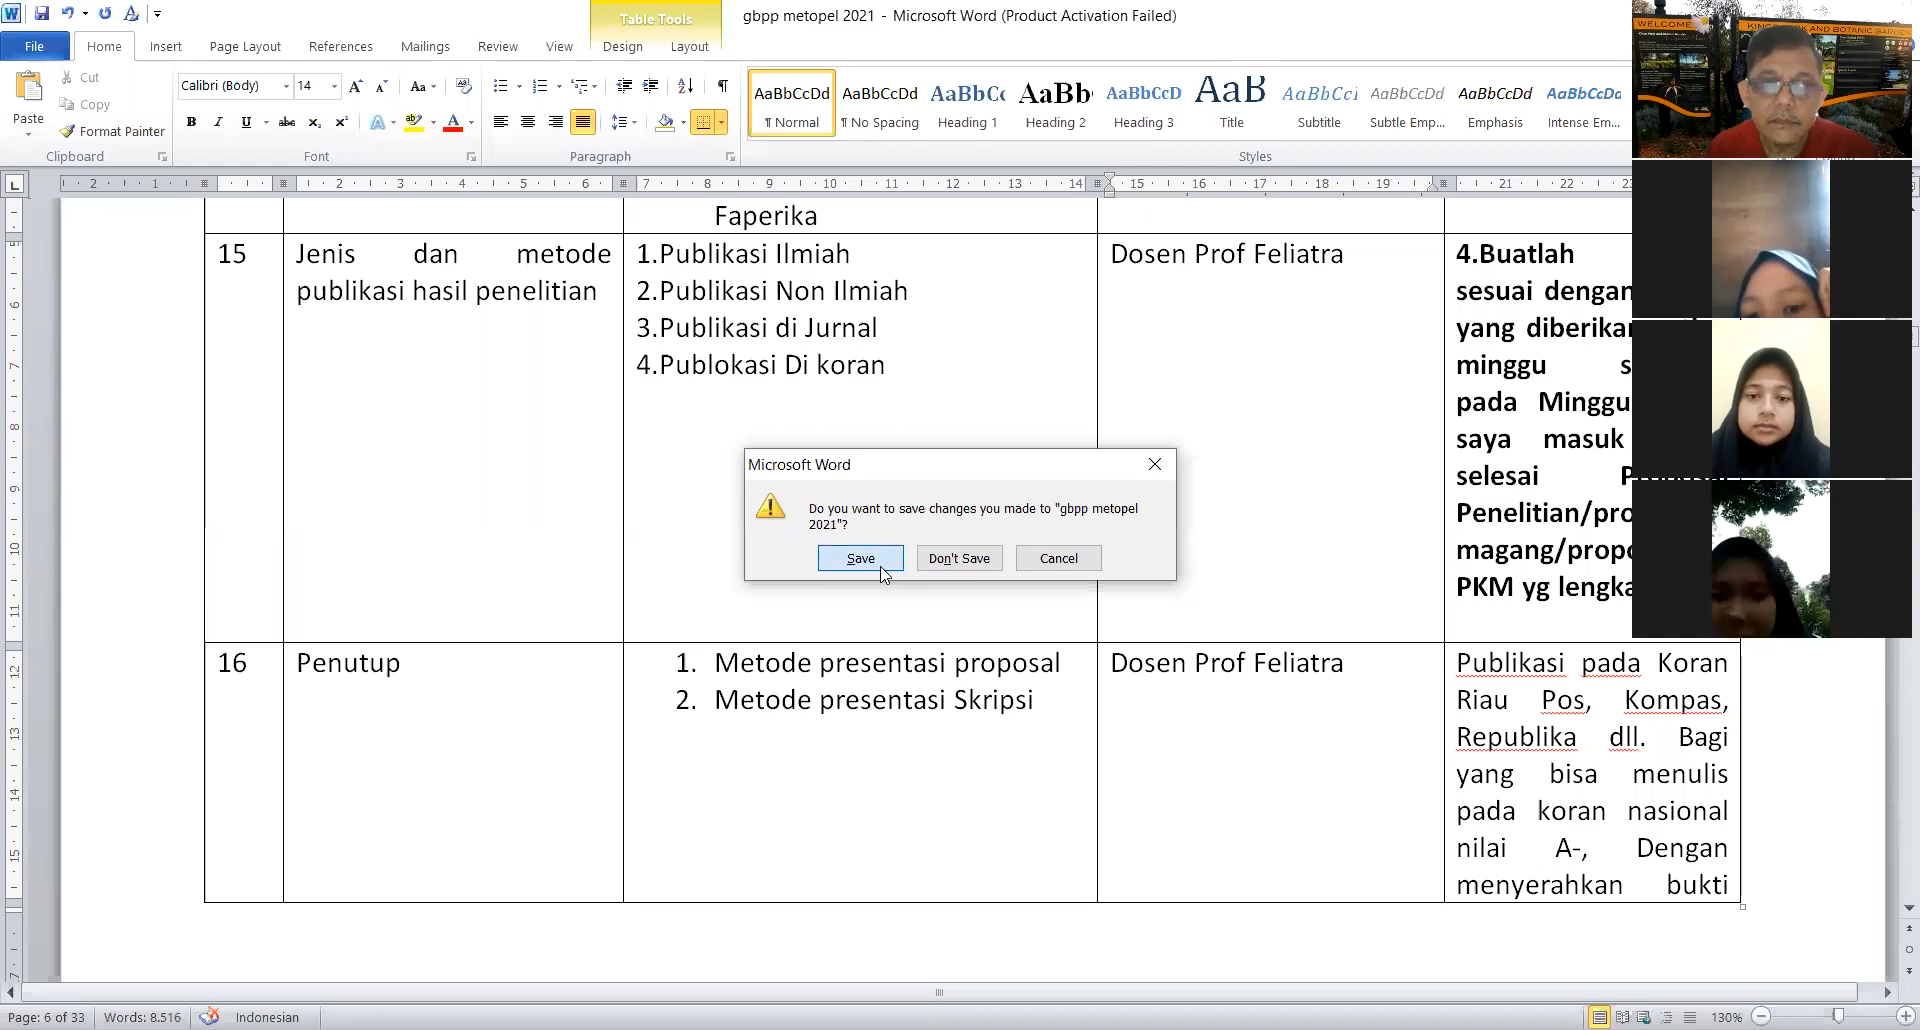 gbpp metopel 2021 - Microsoft Word (Product Activation Failed)
Table Tools
File Home Insert Page Layout References Mailings Review View Design Layout
Cut
Copy
Format Painter
Paste
Clipboard
Calibri (Body) 14
Font
Paragraph
AaBbCcDd AaBbCcDd AaBbCc AaBb AaBbCcD AaB AaBbCcI AaBbCcDd AaBbCcDd AaBbCcDd
¶ Normal ¶ No Spacing Heading 1 Heading 2 Heading 3 Title Subtitle Subtle Emp... Emphasis Intense Em...
Styles
WELCOME
AND BOTANIC GARDEN
Faperika
15
Jenis dan metode
publikasi hasil penelitian
1.Publikasi Ilmiah
2.Publikasi Non Ilmiah
3.Publikasi di Jurnal
4.Publokasi Di koran
Dosen Prof Feliatra
4.Buatlah
sesuai dengan
yang diberikan
minggu
pada Minggu
saya masuk
selesai
Penelitian/pro
magang/propo
PKM yg lengka
Microsoft Word
Do you want to save changes you made to "gbpp metopel
2021"?
Save Don't Save Cancel
16
Penutup
1. Metode presentasi proposal
2. Metode presentasi Skripsi
Dosen Prof Feliatra
Publikasi pada Koran
Riau Pos, Kompas,
Republika dll. Bagi
yang bisa menulis
pada koran nasional
nilai A-, Dengan
menyerahkan bukti
Page: 6 of 33 Words: 8.516 Indonesian 130%